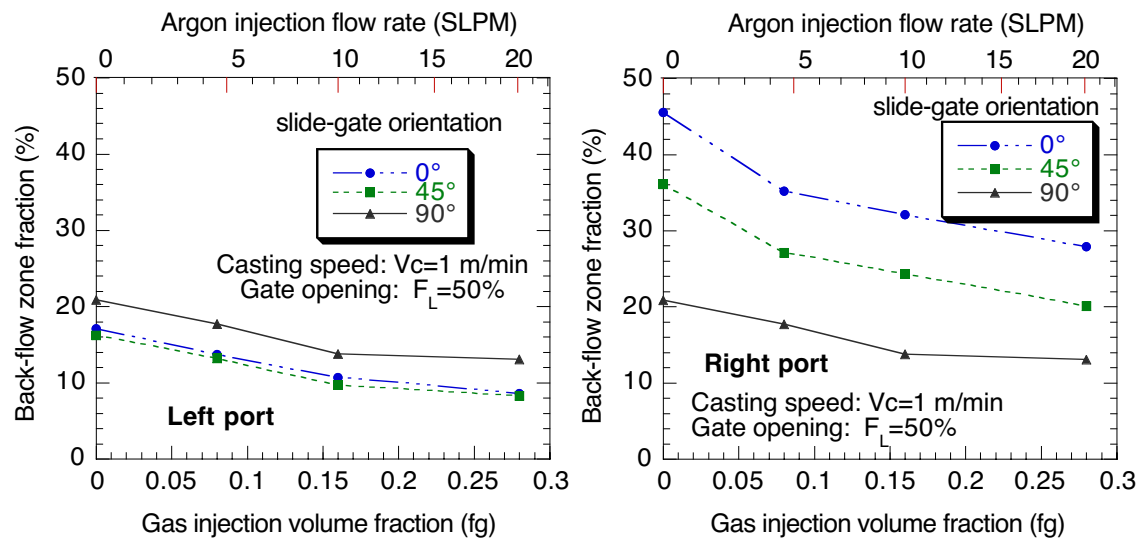 Argon injection flow rate (SLPM)
0 5 10 15 20
50
40
30
20
10
0
Back-flow zone fraction (%)
slide-gate orientation
0°
45°
90°
Casting speed: Vc=1 m/min
Gate opening: F_L=50%
Left port
0 0.05 0.1 0.15 0.2 0.25 0.3
Gas injection volume fraction (fg)
Argon injection flow rate (SLPM)
0 5 10 15 20
50
40
30
20
10
0
Back-flow zone fraction (%)
slide-gate orientation
0°
45°
90°
Right port
Casting speed: Vc=1 m/min
Gate opening: F_L=50%
0 0.05 0.1 0.15 0.2 0.25 0.3
Gas injection volume fraction (fg)